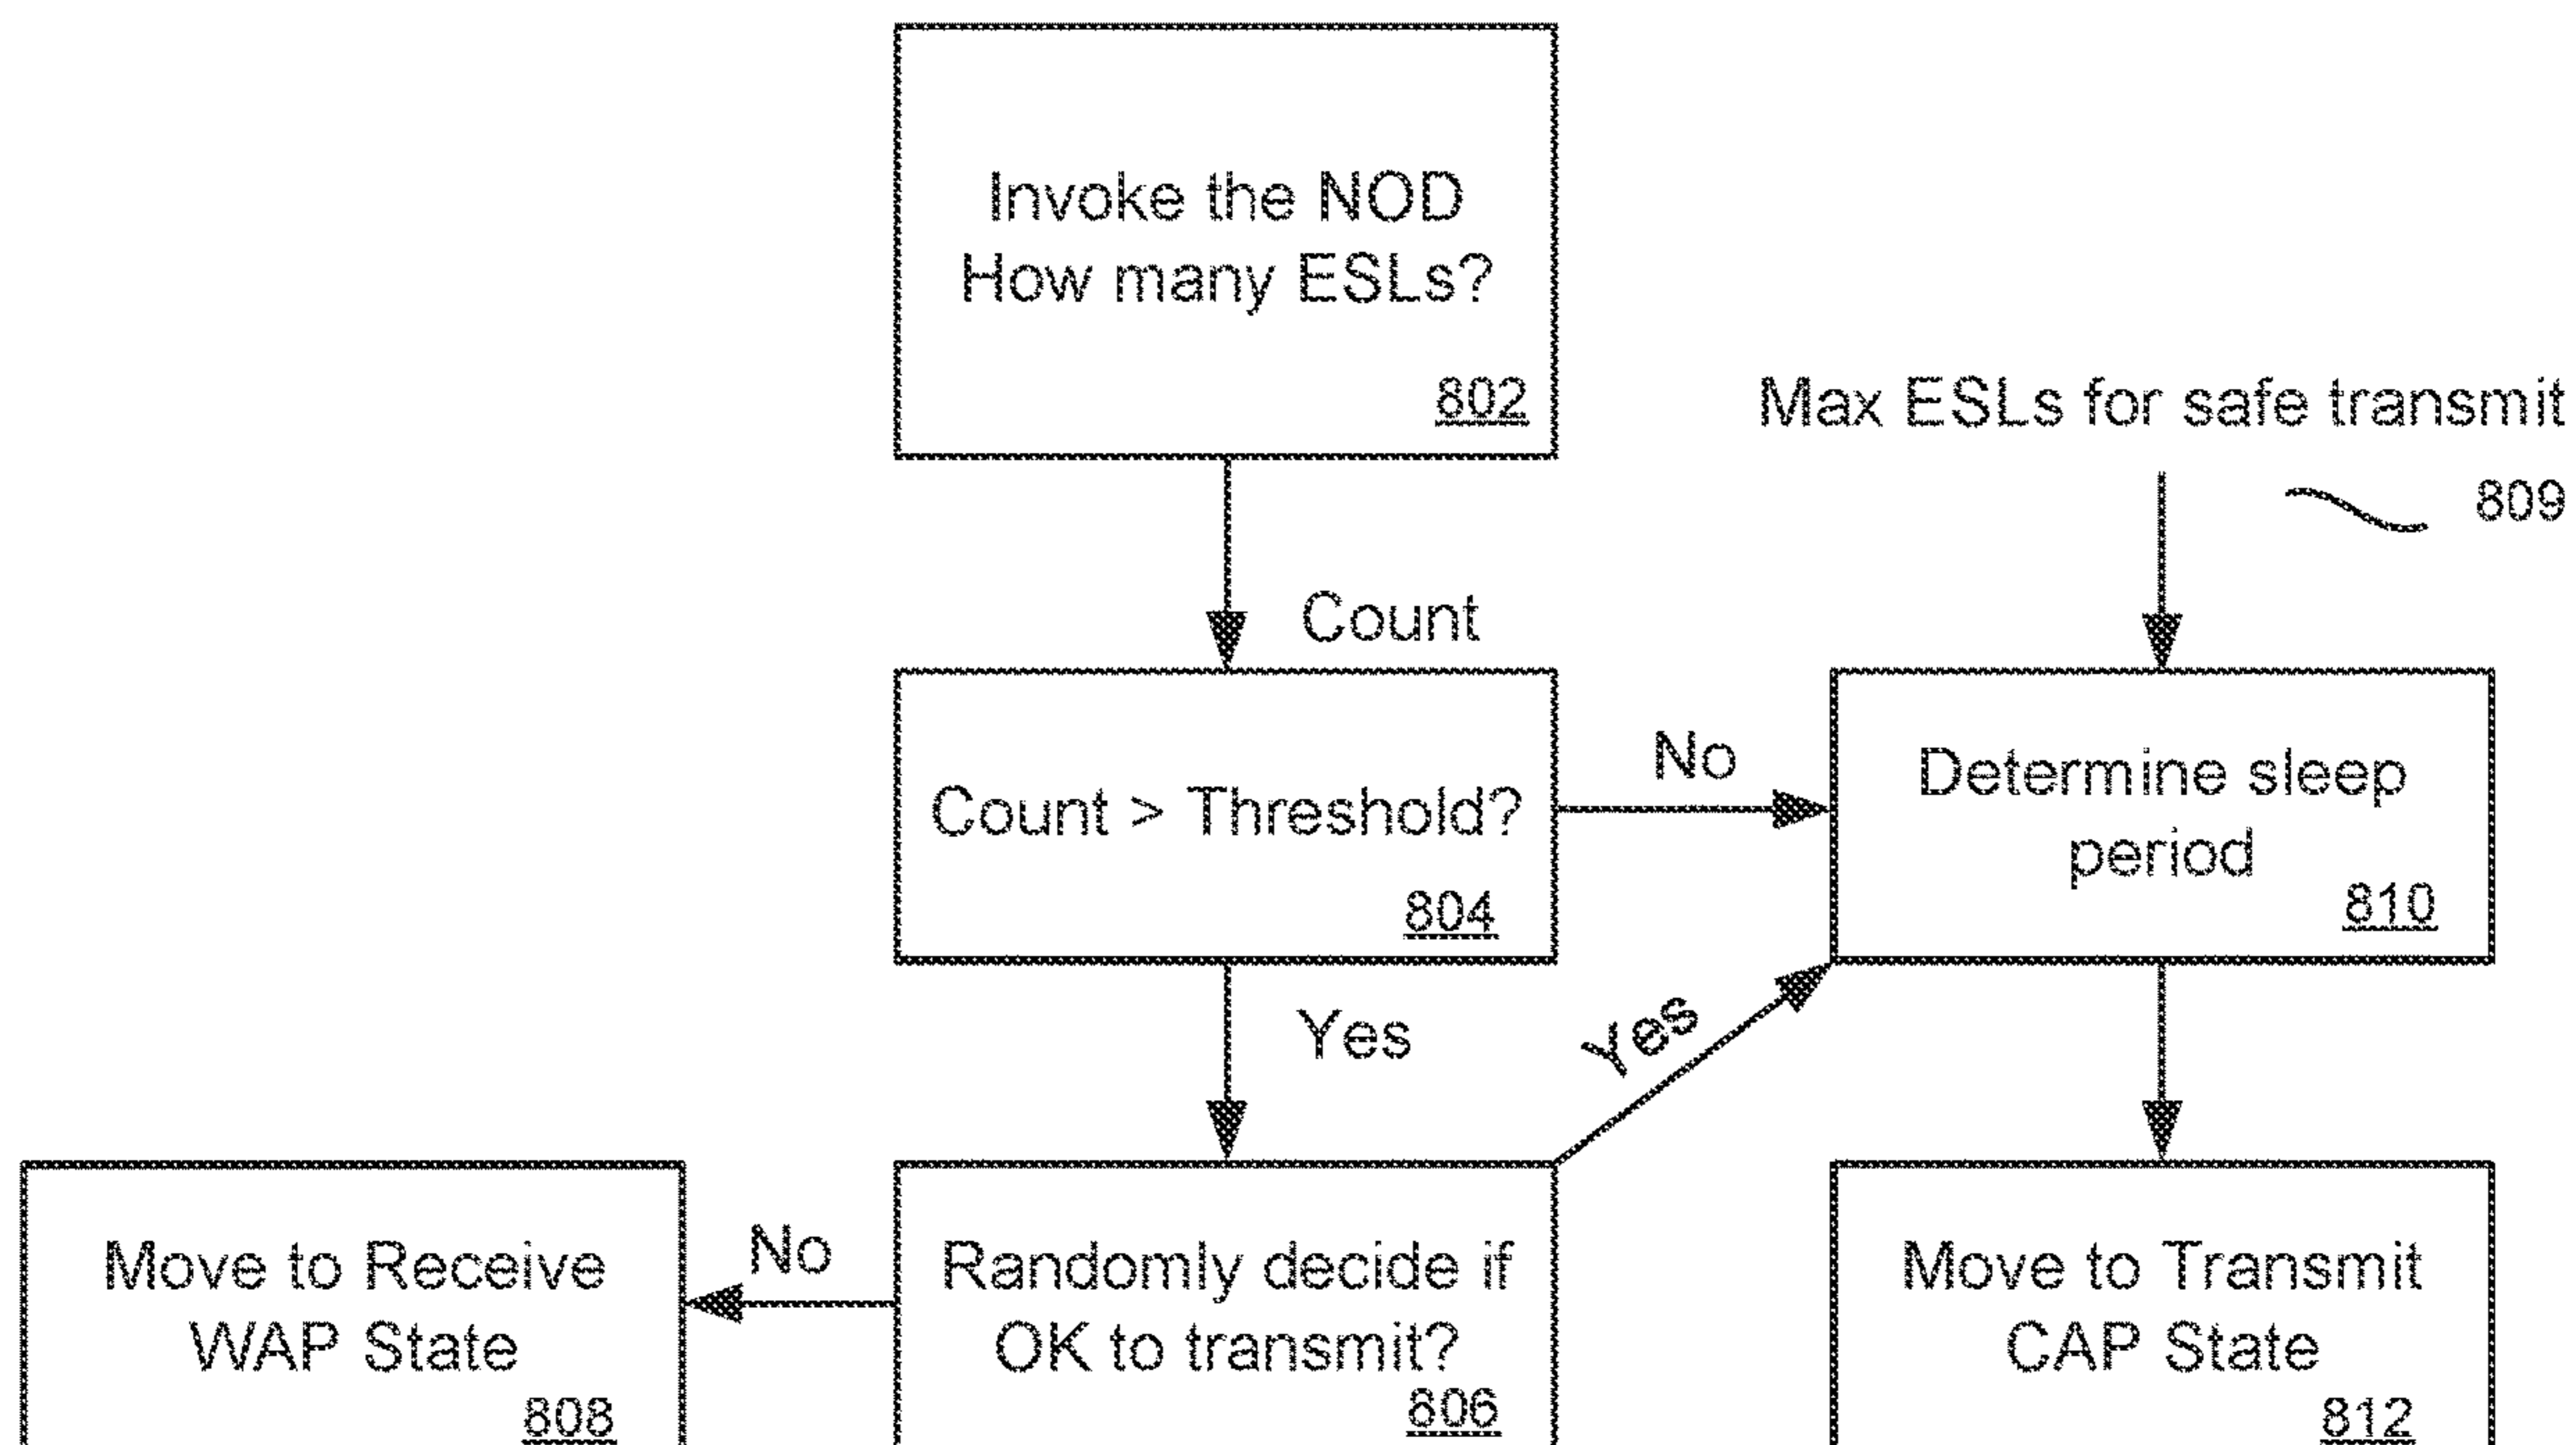 Invoke the NOD
How many ESLs?
802
Max ESLs for safe transmit
809
Count
Count > Threshold?
804
No
Determine sleep
period
810
Yes
Yes
Move to Receive
WAP State
808
No
Randomly decide if
OK to transmit?
806
Move to Transmit
CAP State
812